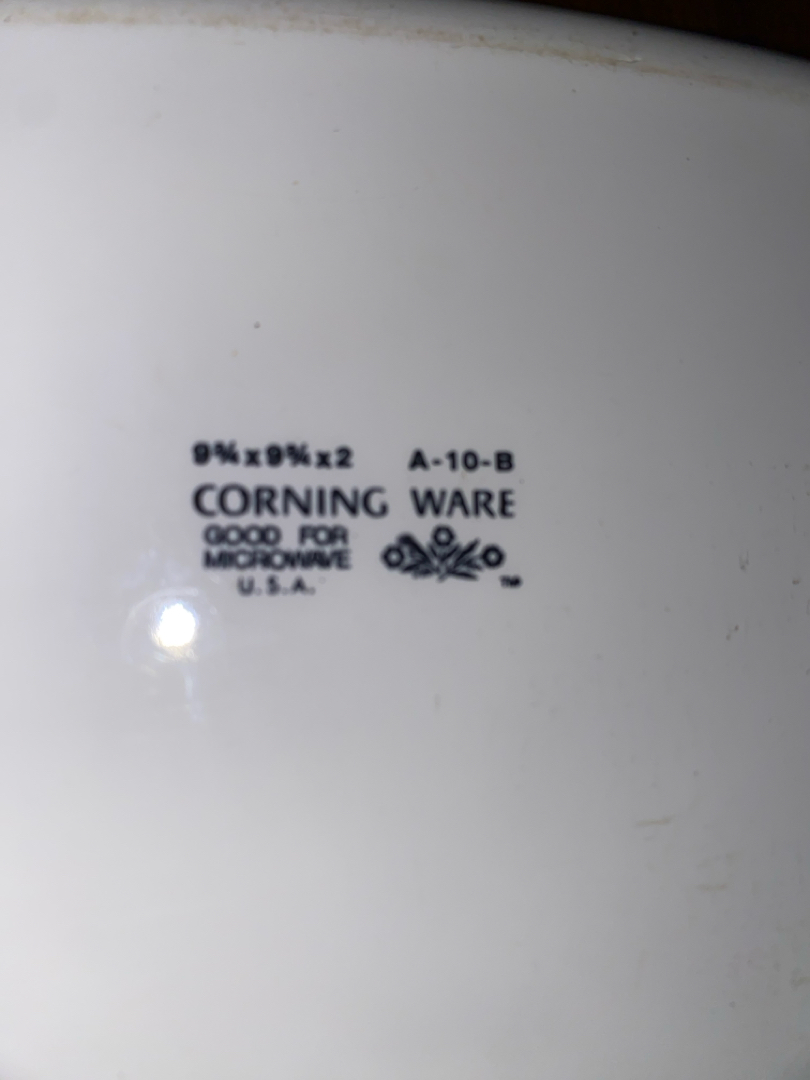 9¾x9¾x2 A-10-B
CORNING WARE
GOOD FOR
MICROWAVE
U.S.A.
TM